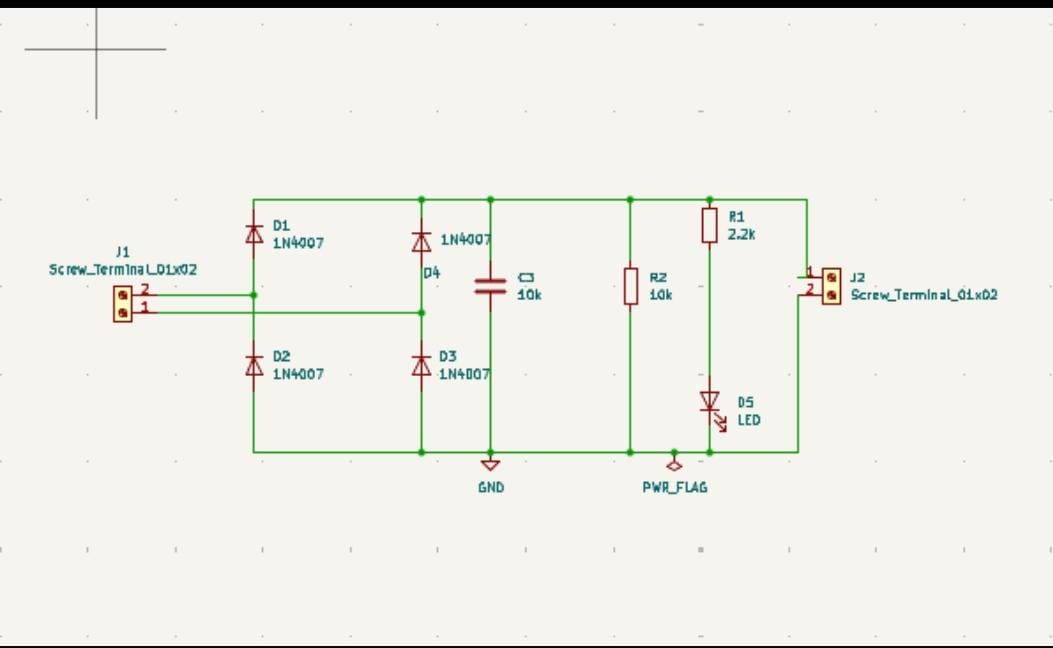 D1
1N4007
1N4007
D4
J1
Screw_Terminal_01x02
2
1
C3
10k
R2
10k
R1
2.2k
1
2
J2
Screw_Terminal_01x02
D2
1N4007
D3
1N4007
D5
LED
GND
PWR_FLAG